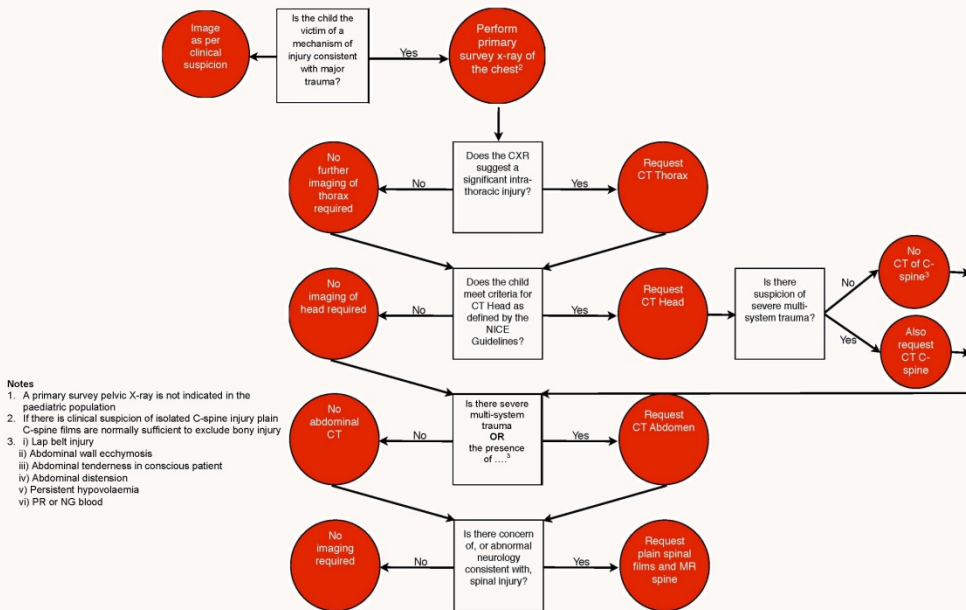 Image
as per
clinical
suspicion
Is the child the
victim of a
mechanism of
injury consistent
with major
trauma?
Yes
Perform
primary
survey x-ray of
the chest2
No
further
imaging of
thorax
required
No
Does the CXR
suggest a
significant intra-
thoracic injury?
Yes
Request
CT Thorax
No
imaging of
head required
No
Does the child
meet criteria for
CT Head as
defined by the
NICE
Guidelines?
Yes
Request
CT Head
Is there
suspicion of
severe multi-
system trauma?
No
No
CT of C-
spine3
Yes
Also
request
CT C-
spine
Notes
1. A primary survey pelvic X-ray is not indicated in the
paediatric population
2. If there is clinical suspicion of isolated C-spine injury plain
C-spine films are normally sufficient to exclude bony injury
3. i) Lap belt injury
ii) Abdominal wall ecchymosis
iii) Abdominal tenderness in conscious patient
iv) Abdominal distension
v) Persistent hypovolaemia
vi) PR or NG blood
No
abdominal
CT
No
Is there severe
multi-system
trauma
OR
the presence
of ....3
Yes
Request
CT Abdomen
No
imaging
required
No
Is there concern
of, or abnormal
neurology
consistent with,
spinal injury?
Yes
Request
plain spinal
films and MR
spine